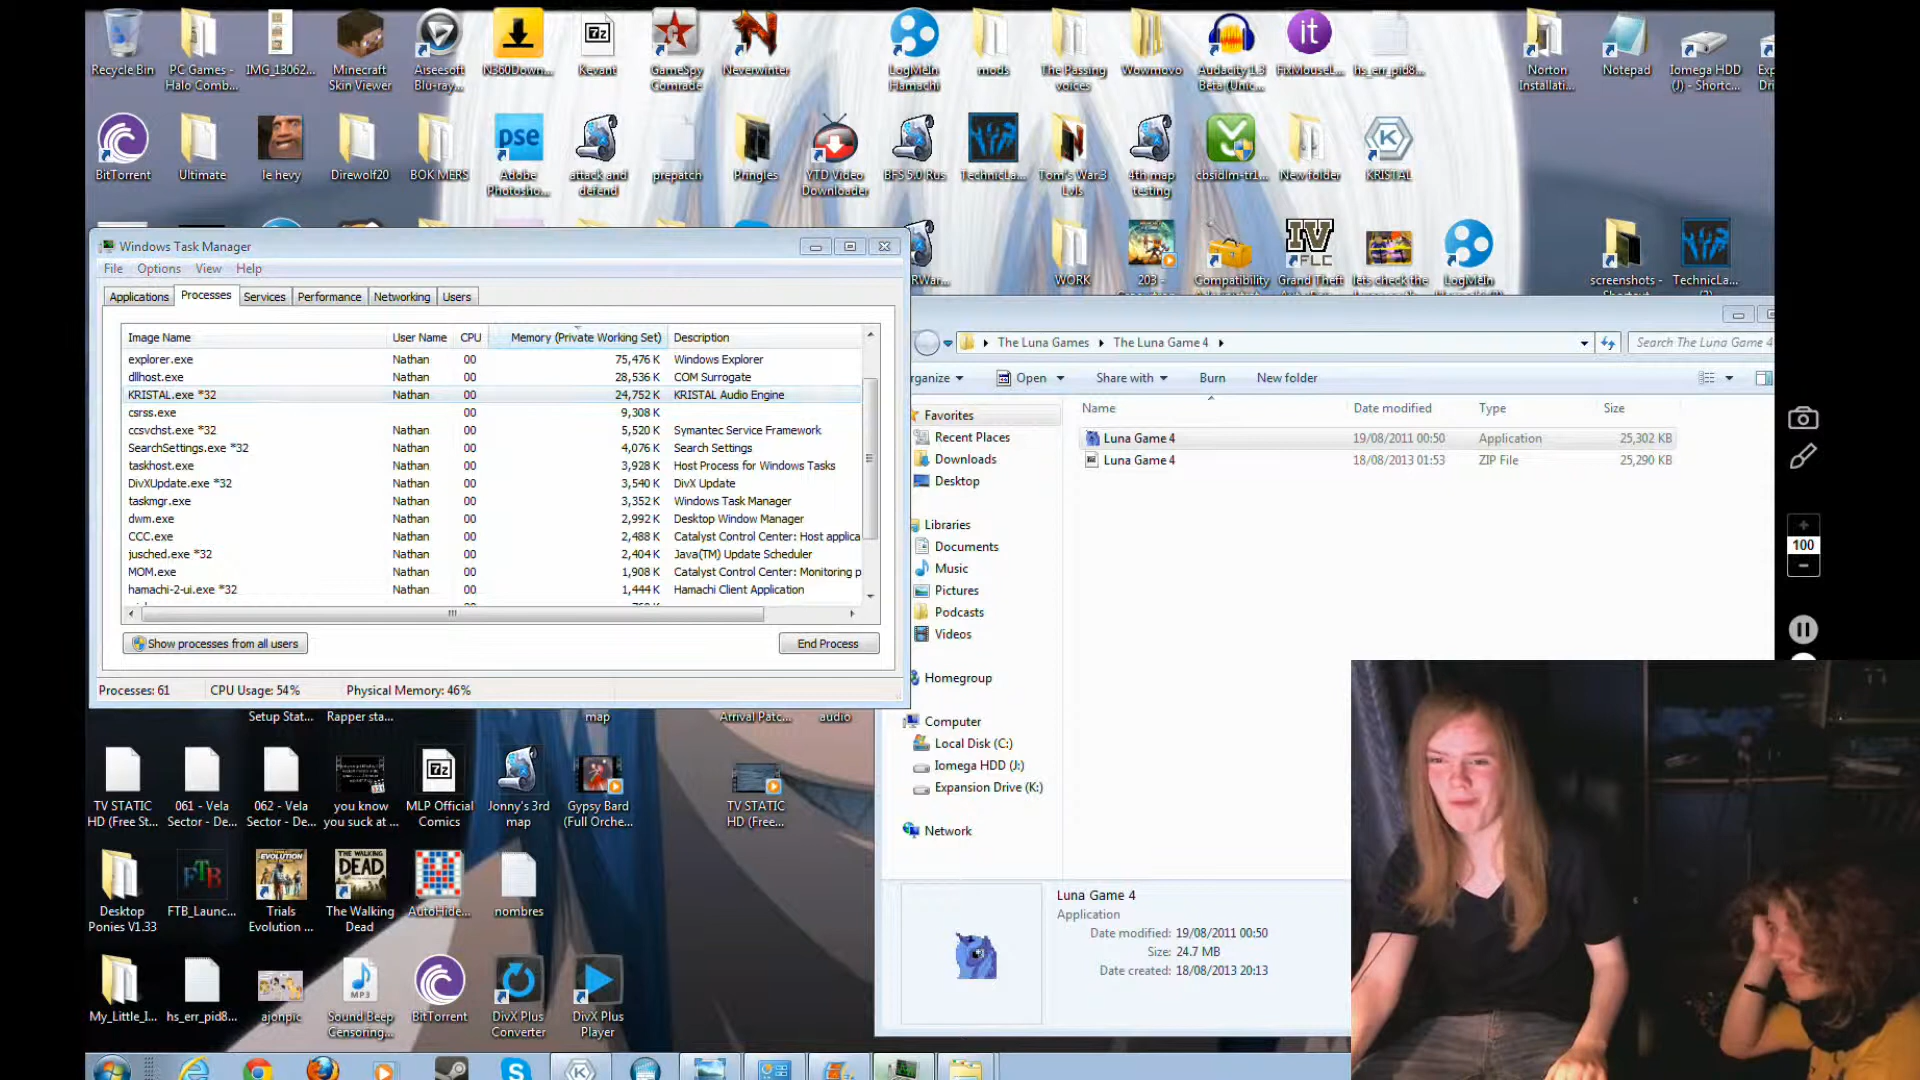 Recycle Bin
PC Games -
Halo Comb...
IMG_13062...
Minecraft
Skin Viewer
Aiseesoft
Blu-ray...
N360Down...
Kevant
GameSpy
Comrade
Neverwinter
LogMeIn
Hamachi
mods
The Passing
voices
Wowmovo
Audacity 1.3
Beta (Unic...
FixMouseL...
hs_err_pid8...
Norton
Installati...
Notepad
Iomega HDD
(J) - Shortc...
BitTorrent
Ultimate
le hevy
Direwolf20
BOK MERS
Adobe
Photosho...
attack and
defend
prepatch
Pringles
YTD Video
Downloader
BFS 5.0 Rus
TechnicLa...
Tom's War3
Lvls
4th map
testing
cbsidlm-tr1...
New folder
KRISTAL
WORK
203 -
Compatibility
Grand Theft
lets check the
LogMeIn
screenshots -
Shortcut
TechnicLa...
Windows Task Manager
File Options View Help
Applications Processes Services Performance Networking Users
Image Name User Name CPU Memory (Private Working Set) Description
explorer.exe Nathan 00 75,476 K Windows Explorer
dllhost.exe Nathan 00 28,536 K COM Surrogate
KRISTAL.exe *32 Nathan 00 24,752 K KRISTAL Audio Engine
csrss.exe 00 9,308 K
ccsvchst.exe *32 Nathan 00 5,520 K Symantec Service Framework
SearchSettings.exe *32 Nathan 00 4,076 K Search Settings
taskhost.exe Nathan 00 3,928 K Host Process for Windows Tasks
DivXUpdate.exe *32 Nathan 00 3,540 K DivX Update
taskmgr.exe Nathan 00 3,352 K Windows Task Manager
dwm.exe Nathan 00 2,992 K Desktop Window Manager
CCC.exe Nathan 00 2,488 K Catalyst Control Center: Host applica
jusched.exe *32 Nathan 00 2,404 K Java(TM) Update Scheduler
MOM.exe Nathan 00 1,908 K Catalyst Control Center: Monitoring p
hamachi-2-ui.exe *32 Nathan 00 1,444 K Hamachi Client Application
Show processes from all users
End Process
Processes: 61 CPU Usage: 54% Physical Memory: 46%
The Luna Games The Luna Game 4
Search The Luna Game 4
rganize Open Share with Burn New folder
Name Date modified Type Size
Luna Game 4 19/08/2011 00:50 Application 25,302 KB
Luna Game 4 18/08/2013 01:53 ZIP File 25,290 KB
Favorites
Recent Places
Downloads
Desktop
Libraries
Documents
Music
Pictures
Podcasts
Videos
Homegroup
Computer
Local Disk (C:)
Iomega HDD (J:)
Expansion Drive (K:)
Network
Luna Game 4
Application
Date modified: 19/08/2011 00:50
Size: 24.7 MB
Date created: 18/08/2013 20:13
100
Setup Stat...
Rapper sta...
map
Arrival Patc...
audio
TV STATIC
HD (Free St...
061 - Vela
Sector - De...
062 - Vela
Sector - De...
you know
you suck at ...
MLP Official
Comics
Jonny's 3rd
map
Gypsy Bard
(Full Orche...
TV STATIC
HD (Free...
Desktop
Ponies V1.33
FTB_Launc...
Trials
Evolution ...
The Walking
Dead
AutoHide...
nombres
My_Little_I...
hs_err_pid8...
ajonpic
Sound Beep
Censoring...
BitTorrent
DivX Plus
Converter
DivX Plus
Player